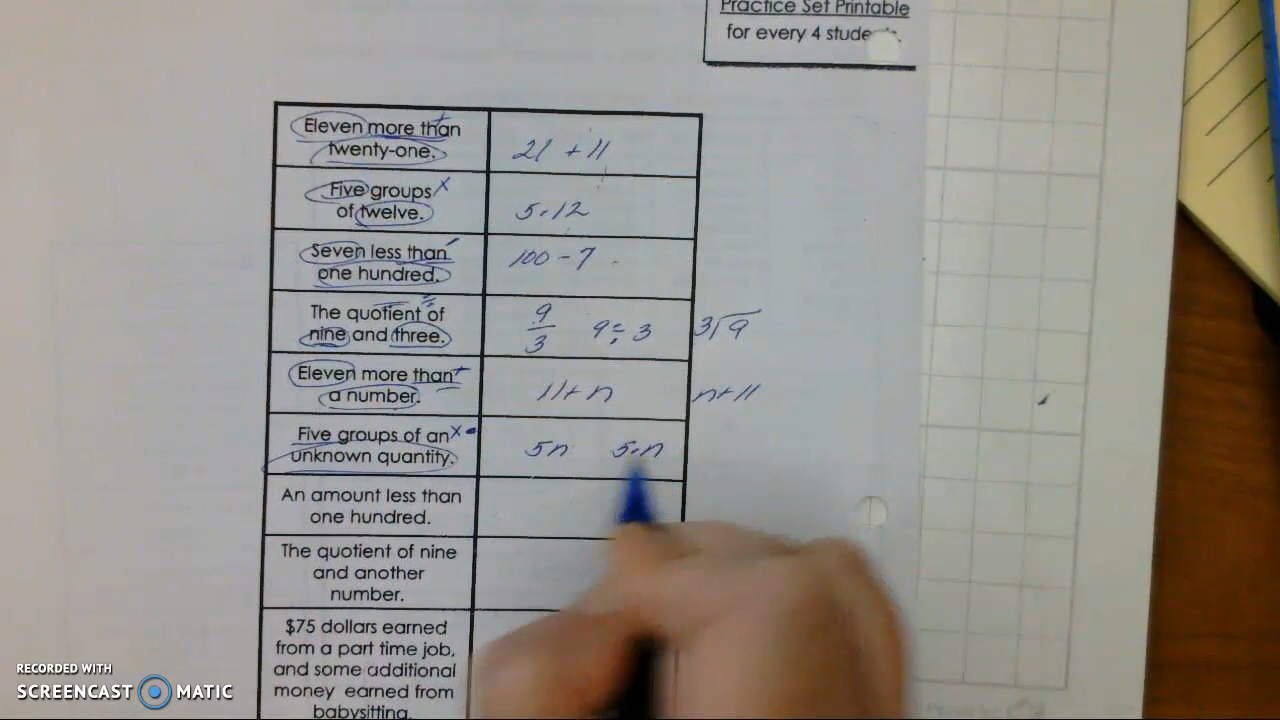 Practice Set Printable
for every 4
Eleven more than +
twenty-one.
21 + 11
Five groups x
of twelve.
5 · 12
Seven less than -
one hundred.
100 - 7
The quotient of ÷
nine and three.
9/3 9 ÷ 3 3√9
Eleven more than +
a number.
11 + n n + 11
Five groups of an x •
unknown quantity.
5n 5·n
An amount less than
one hundred.
The quotient of nine
and another
number.
$75 dollars earned
from a part time job,
and some additional
money earned from
babysitting.
RECORDED WITH
SCREENCAST MATIC